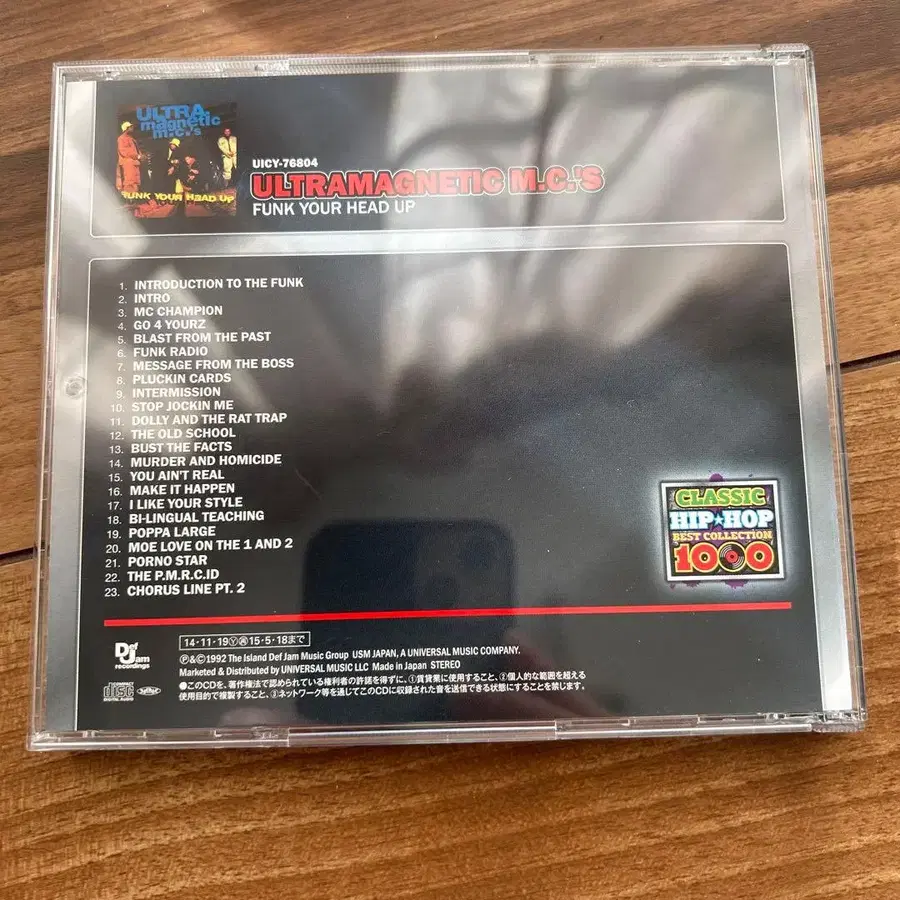 ULTRA
magnetic
m.c.'s
FUNK YOUR HEAD UP
UICY-76804
ULTRAMAGNETIC M.C.'S
FUNK YOUR HEAD UP
1. INTRODUCTION TO THE FUNK
2. INTRO
3. MC CHAMPION
4. GO 4 YOURZ
5. BLAST FROM THE PAST
6. FUNK RADIO
7. MESSAGE FROM THE BOSS
8. PLUCKIN CARDS
9. INTERMISSION
10. STOP JOCKIN ME
11. DOLLY AND THE RAT TRAP
12. THE OLD SCHOOL
13. BUST THE FACTS
14. MURDER AND HOMICIDE
15. YOU AIN'T REAL
16. MAKE IT HAPPEN
17. I LIKE YOUR STYLE
18. BI-LINGUAL TEACHING
19. POPPA LARGE
20. MOE LOVE ON THE 1 AND 2
21. PORNO STAR
22. THE P.M.R.C.ID
23. CHORUS LINE PT. 2
CLASSIC
HIP★HOP
BEST COLLECTION
1000
Def Jam
recordings
14・11・19Ⓨ㊂15・5・18まで
Ⓟ&©1992 The Island Def Jam Music Group USM JAPAN, A UNIVERSAL MUSIC COMPANY.
Marketed & Distributed by UNIVERSAL MUSIC LLC Made in Japan STEREO
●このCDを、著作権法で認められている権利者の許諾を得ずに、①賃貸業に使用すること、②個人的な範囲を超える
使用目的で複製すること、③ネットワーク等を通じてこのCDに収録された音を送信できる状態にすることを禁じます。
COMPACT
disc
DIGITAL AUDIO